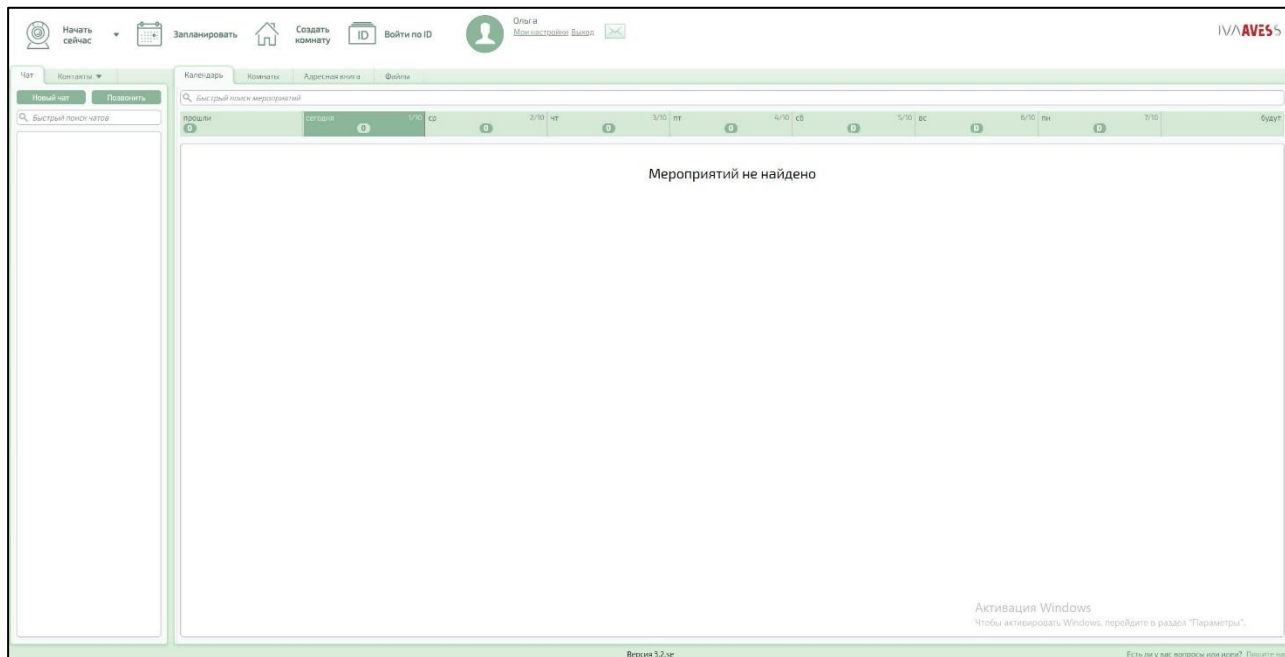 Начать сейчас
Запланировать
Создать комнату
ID
Войти по ID
Ольга
Мои настройки Выход
IVAAVESS
Чат
Контакты
Календарь
Комнаты
Адресная книга
Файлы
Новый чат
Позвонить
Быстрый поиск мероприятий
Быстрый поиск чатов
прошли
сегодня 1/10
ср 2/10
чт 3/10
пт 4/10
сб 5/10
вс 6/10
пн 7/10
будут
0 0 0 0 0 0 0 0
Мероприятий не найдено
Активация Windows
Чтобы активировать Windows, перейдите в раздел "Параметры".
Версия 3.2.se
Есть ли у вас вопросы или идеи? Пишите